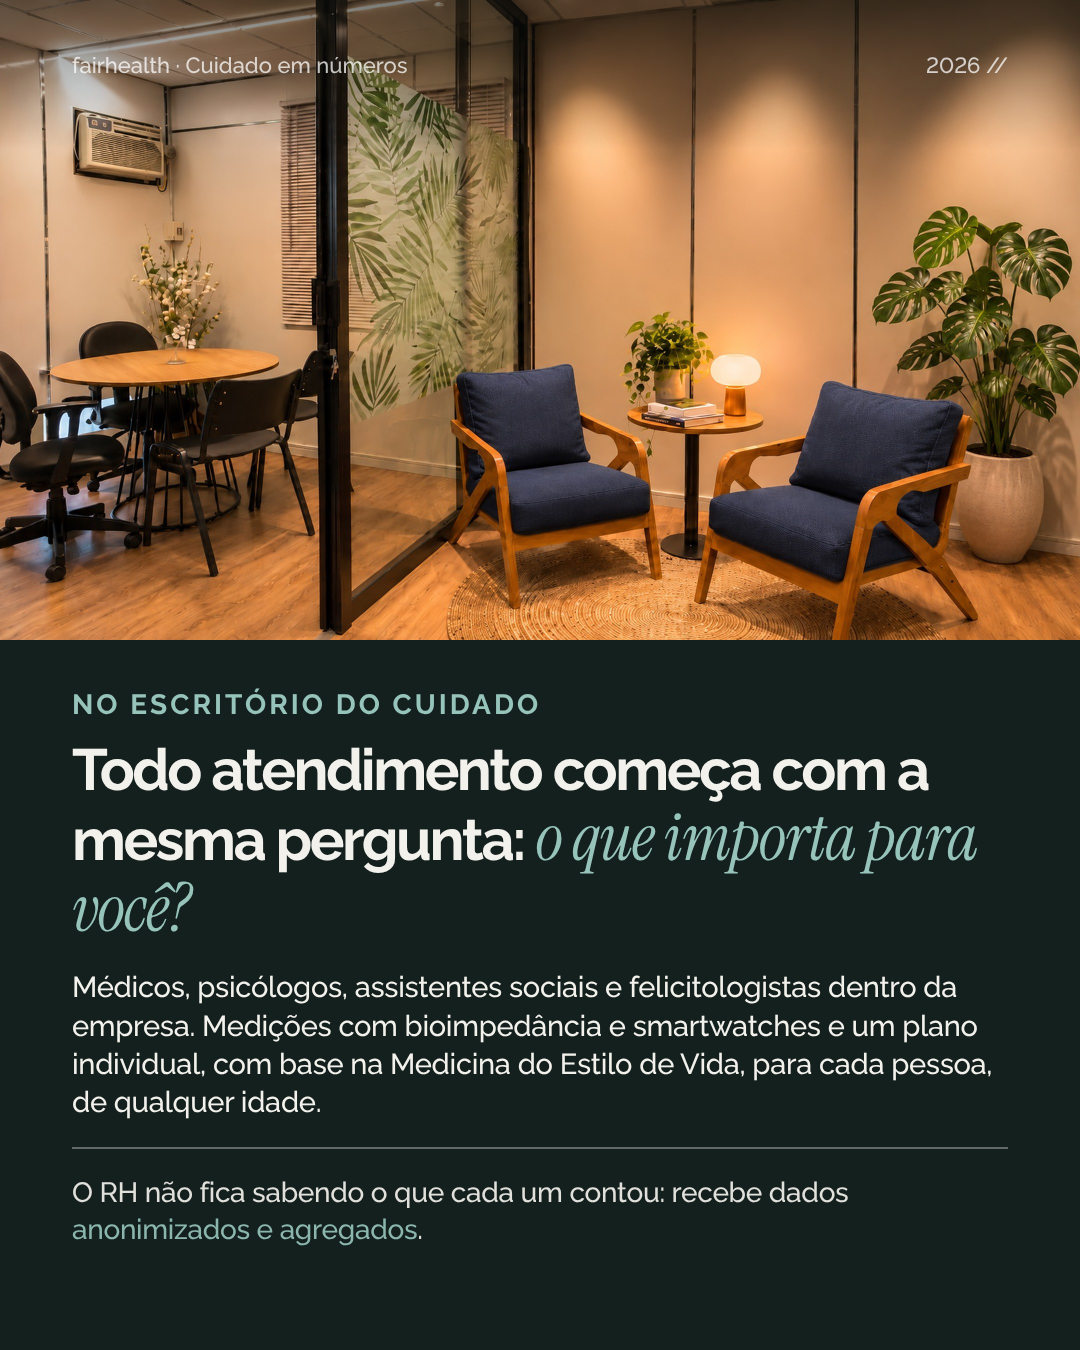 fairhealth · Cuidado em números
2026 //
NO ESCRITÓRIO DO CUIDADO
Todo atendimento começa com a
mesma pergunta: o que importa para
você?
Médicos, psicólogos, assistentes sociais e felicitologistas dentro da
empresa. Medições com bioimpedância e smartwatches e um plano
individual, com base na Medicina do Estilo de Vida, para cada pessoa,
de qualquer idade.
O RH não fica sabendo o que cada um contou: recebe dados
anonimizados e agregados.